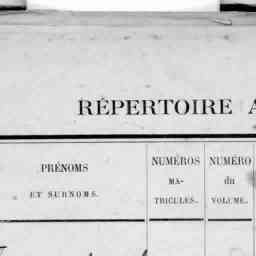 RÉPERTOIRE A
PRÉNOMS
ET SURNOMS.
NUMÉROS
MA-
TRICULES.
NUMÉRO
du
VOLUME.